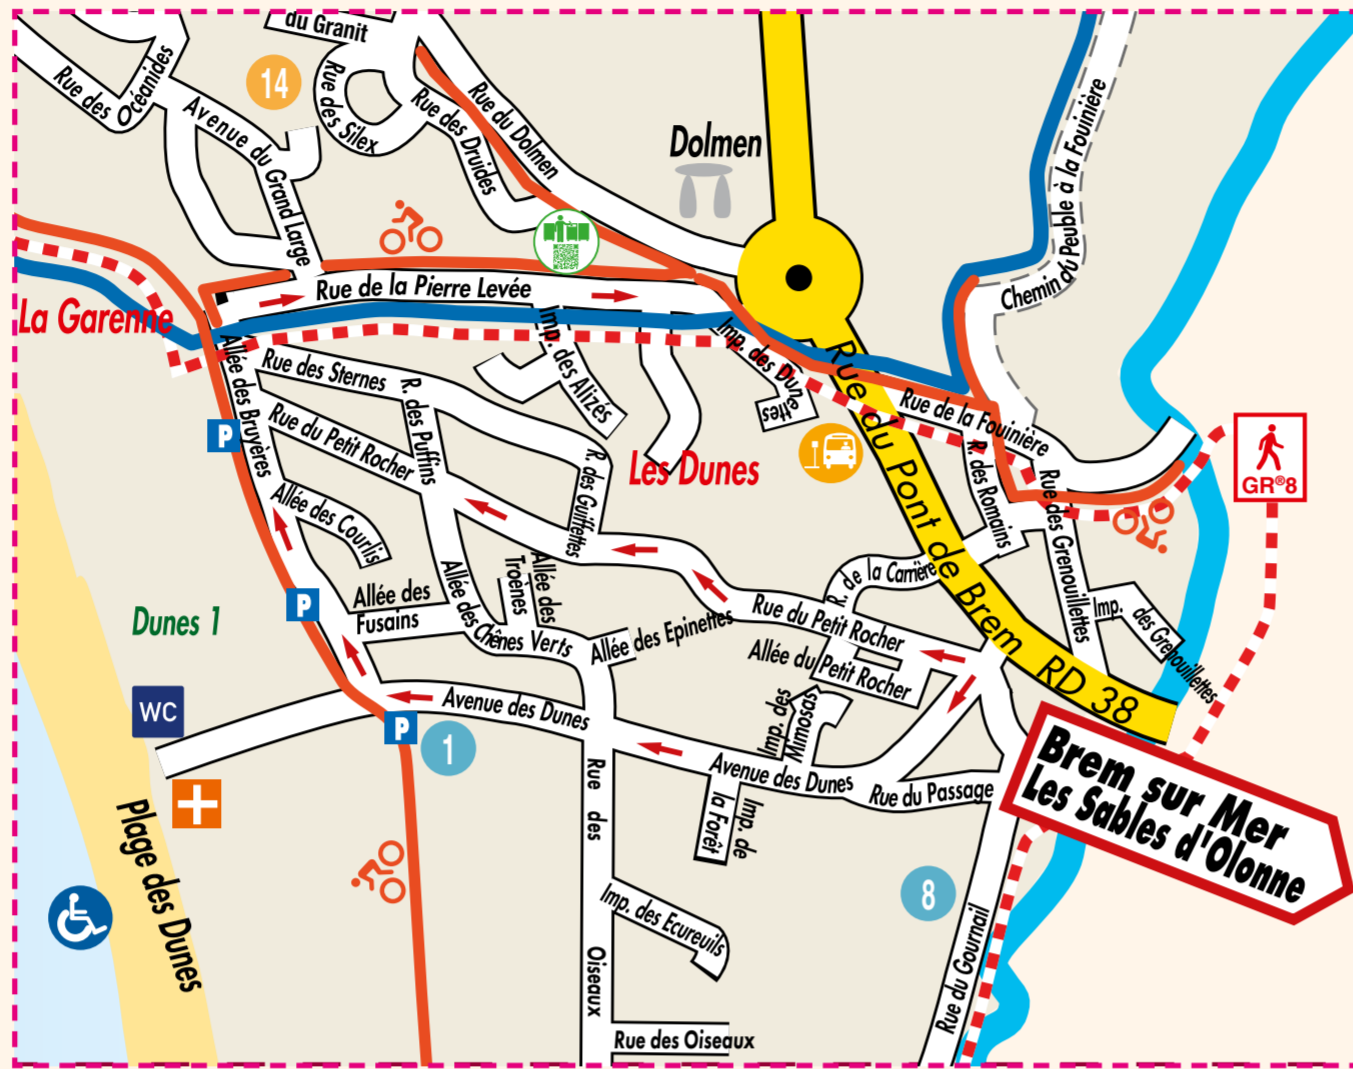 du Granit
14
Rue des
Océanides
Avenue du Grand Large
Rue des Silex
Rue des Druides
Rue du Dolmen
Dolmen
Chemin du Peuble à la Fouinière
La Garenne
Rue de la Pierre Levée
Allée des Bruyères
Rue des Sternes
R. des Puffins
Rue du Petit Rocher
Imp. des Alizés
Imp. des Dunettes
Les Dunes
R. des Guifettes
Rue de la Fouinière
GR®8
P
Allée des Courlis
R. des Romains
Rue des Grenouilletttes
Imp.
des Grenouillettes
Rue du Pont de Brem RD 38
R. de la Carrière
P
Allée des
Fusains
Allée des
Troènes
Allée des Chênes Verts
Allée des Epinettes
Rue du Petit Rocher
Allée du Petit Rocher
Dunes 1
WC
P
1
Avenue des Dunes
Imp. des
Mimosas
Avenue des Dunes
Rue du Passage
Imp. de
la Forêt
Brem sur Mer
Les Sables d'Olonne
Plage des Dunes
Rue des Oiseaux
Imp. des Ecureuils
8
Rue du Gournail
Rue des Oiseaux